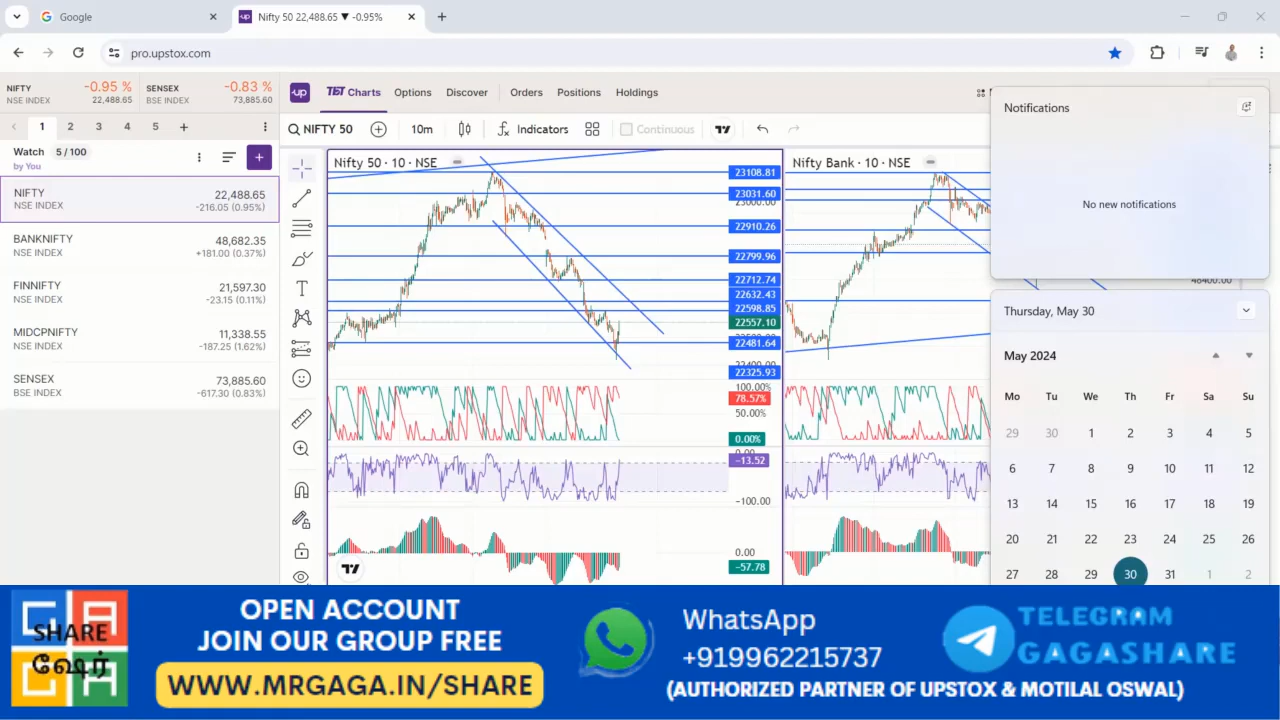 Google
Nifty 50 22,488.65 ▼ -0.95%
pro.upstox.com
NIFTY -0.95 %
NSE INDEX 22,488.65
SENSEX -0.83 %
BSE INDEX 73,885.60
up
TBT Charts Options Discover Orders Positions Holdings
1 2 3 4 5 +
NIFTY 50 10m Indicators Continuous
Watch 5 / 100
by You
NIFTY 22,488.65
NSE INDEX -216.05 (0.95%)
BANKNIFTY 48,682.35
NSE INDEX +181.00 (0.37%)
FINNIFTY 21,597.30
NSE INDEX -23.15 (0.11%)
MIDCPNIFTY 11,338.55
NSE INDEX -187.25 (1.62%)
SENSEX 73,885.60
BSE INDEX -617.30 (0.83%)
Nifty 50 · 10 · NSE
23108.81
23031.60
23000.00
22910.26
22799.96
22712.74
22632.43
22598.85
22557.10
22481.64
22400.00
22325.93
100.00%
78.57%
50.00%
0.00%
0.00
−13.52
−100.00
0.00
−57.78
Nifty Bank · 10 · NSE
48400.00
Notifications
No new notifications
Thursday, May 30
May 2024
Mo Tu We Th Fr Sa Su
29 30 1 2 3 4 5
6 7 8 9 10 11 12
13 14 15 16 17 18 19
20 21 22 23 24 25 26
27 28 29 30 31 1 2
GAGA
SHARE
ஷேர்
OPEN ACCOUNT
JOIN OUR GROUP FREE
WWW.MRGAGA.IN/SHARE
WhatsApp
+919962215737
TELEGRAM
GAGASHARE
(AUTHORIZED PARTNER OF UPSTOX & MOTILAL OSWAL)